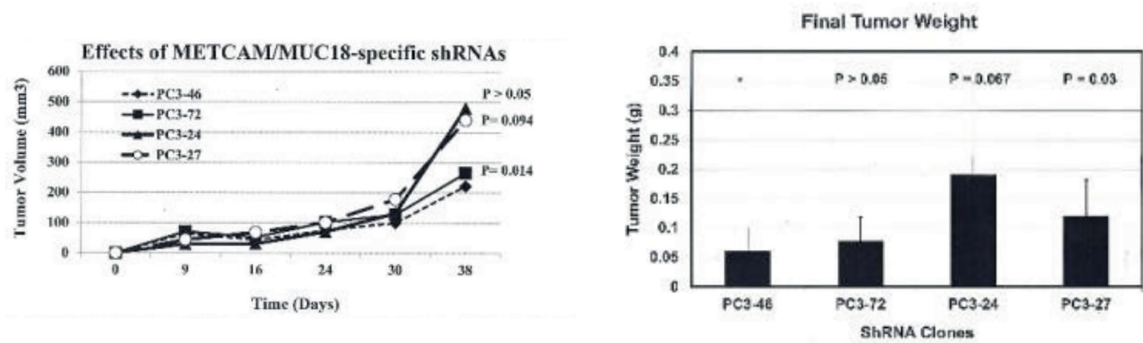 Effects of METCAM/MUC18-specific shRNAs
600
500
400
300
200
100
0
Tumor Volume (mm3)
PC3-46
PC3-72
PC3-24
PC3-27
P > 0.05
P= 0.094
P= 0.014
0 9 16 24 30 38
Time (Days)
Final Tumor Weight
0.4
0.35
0.3
0.25
0.2
0.15
0.1
0.05
0
Tumor Weight (g)
P > 0.05 P = 0.067 P = 0.03
PC3-46 PC3-72 PC3-24 PC3-27
ShRNA Clones